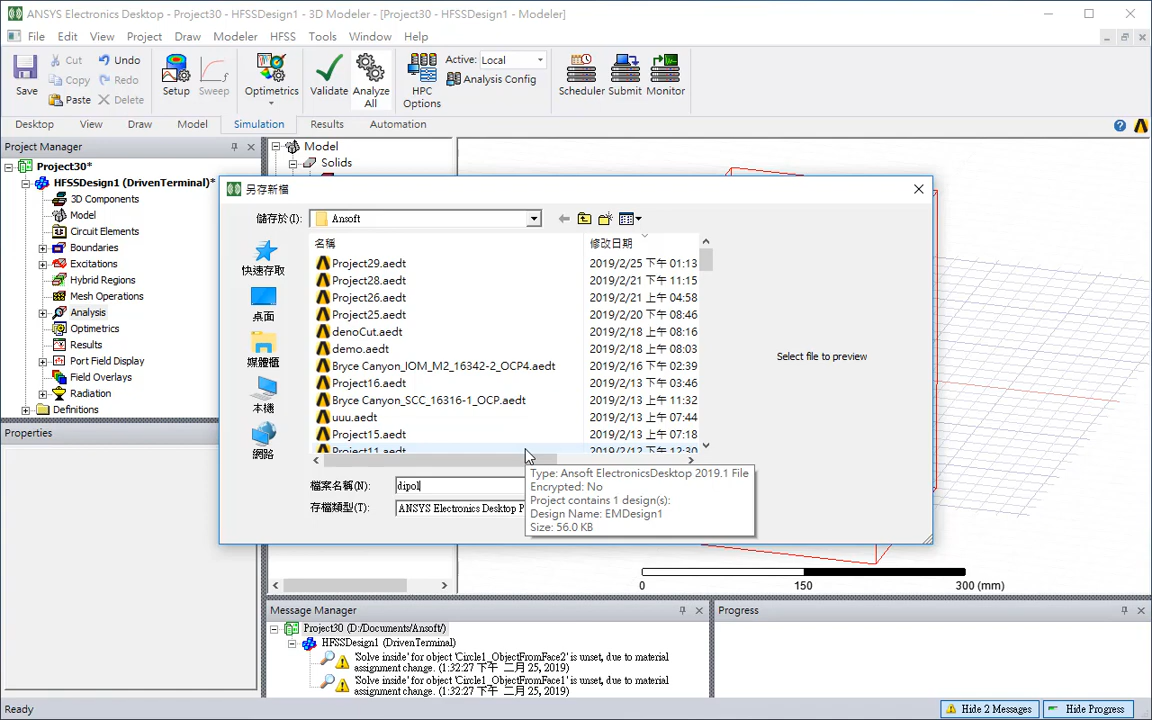 ANSYS Electronics Desktop - Project30 - HFSSDesign1 - 3D Modeler - [Project30 - HFSSDesign1 - Modeler]
File Edit View Project Draw Modeler HFSS Tools Window Help
Save
Cut
Copy
Paste
Undo
Redo
Delete
Setup
Sweep
Optimetrics
Validate
Analyze All
HPC Options
Active: Local
Analysis Config
Scheduler
Submit
Monitor
Desktop View Draw Model Simulation Results Automation
Project Manager
Project30*
HFSSDesign1 (DrivenTerminal)*
3D Components
Model
Circuit Elements
Boundaries
Excitations
Hybrid Regions
Mesh Operations
Analysis
Optimetrics
Results
Port Field Display
Field Overlays
Radiation
Definitions
Properties
Model
Solids
另存新檔
儲存於(I): Ansoft
快速存取
桌面
媒體櫃
本機
網路
名稱 修改日期
Project29.aedt 2019/2/25 下午 01:13
Project28.aedt 2019/2/21 下午 11:15
Project26.aedt 2019/2/21 上午 04:58
Project25.aedt 2019/2/20 下午 08:46
denoCut.aedt 2019/2/18 上午 08:16
demo.aedt 2019/2/18 上午 08:03
Bryce Canyon_IOM_M2_16342-2_OCP4.aedt 2019/2/16 下午 02:39
Project16.aedt 2019/2/13 下午 03:46
Bryce Canyon_SCC_16316-1_OCP.aedt 2019/2/13 上午 11:32
uuu.aedt 2019/2/13 上午 07:44
Project15.aedt 2019/2/13 上午 07:18
Project11.aedt 2019/2/12 下午 12:30
Select file to preview
檔案名稱(N): dipol
存檔類型(T): ANSYS Electronics Desktop P
Type: Ansoft ElectronicsDesktop 2019.1 File
Encrypted: No
Project contains 1 design(s):
Design Name: EMDesign1
Size: 56.0 KB
0 150 300 (mm)
Message Manager
Project30 (D:/Documents/Ansoft/)
HFSSDesign1 (DrivenTerminal)
'Solve inside' for object 'Circle1_ObjectFromFace2' is unset, due to material
assignment change. (1:32:27 下午 二月 25, 2019)
'Solve inside' for object 'Circle1_ObjectFromFace1' is unset, due to material
assignment change. (1:32:27 下午 二月 25, 2019)
Progress
Ready
Hide 2 Messages
Hide Progress